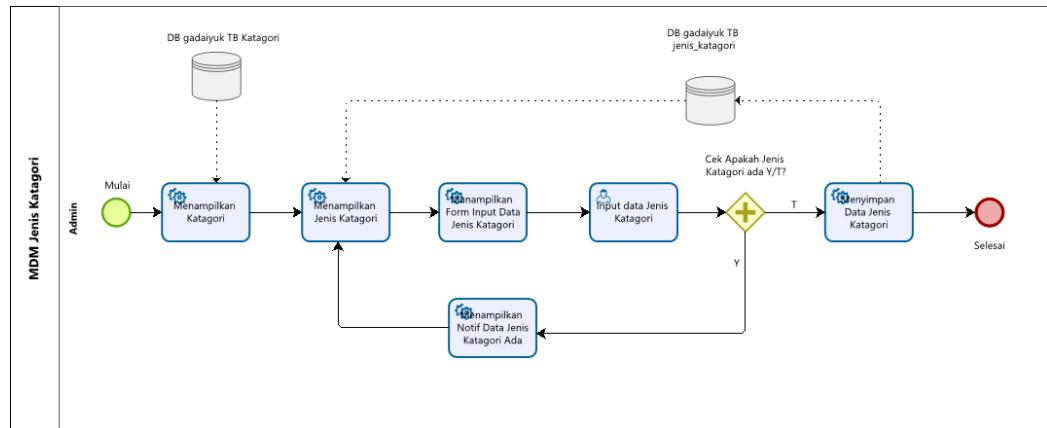 MDM Jenis Katagori
Admin
DB gadaiyuk TB Katagori
DB gadaiyuk TB
jenis_katagori
Mulai
Menampilkan
Katagori
Menampilkan
Jenis Katagori
Manampilkan
Form Input Data
Jenis Katagori
Input data Jenis
Katagori
Cek Apakah Jenis
Katagori ada Y/T?
T
Y
Menyimpan
Data Jenis
Katagori
Selesai
Menampilkan
Notif Data Jenis
Katagori Ada